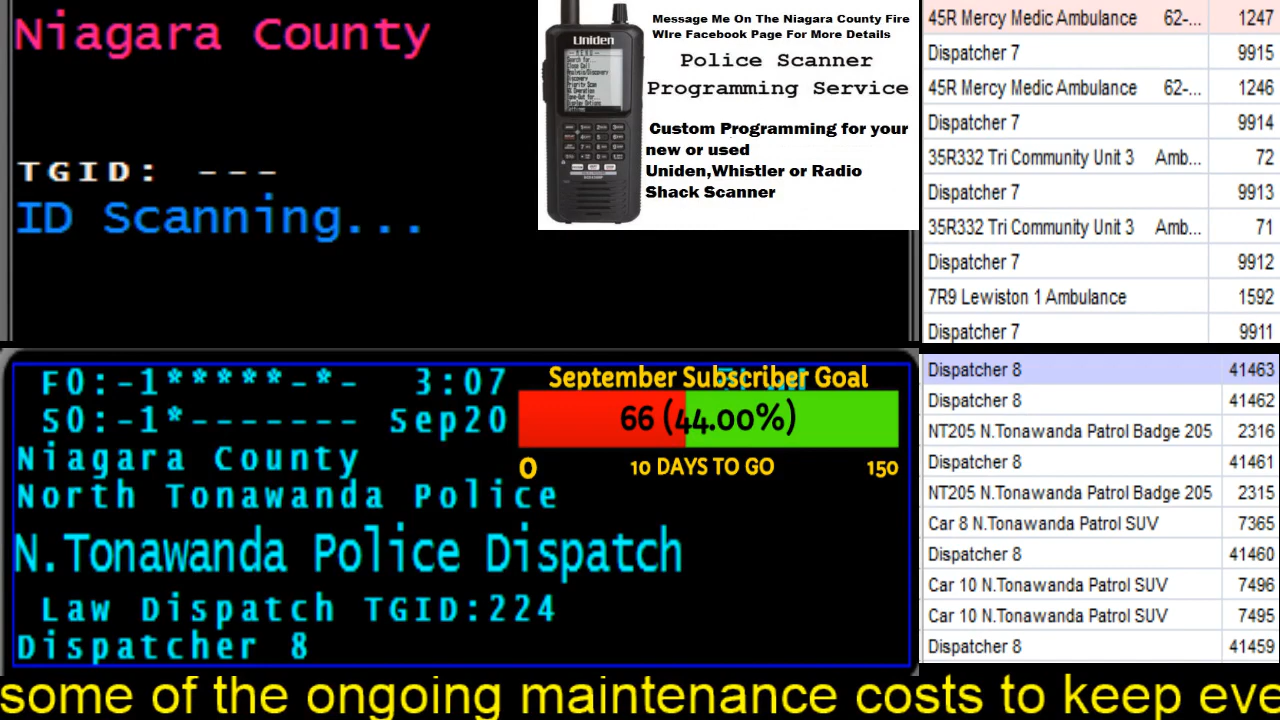 Niagara County
TGID: ---
ID Scanning...
Uniden
Message Me On The Niagara County Fire
WIre Facebook Page For More Details
Police Scanner
Programming Service
Custom Programming for your
new or used
Uniden,Whistler or Radio
Shack Scanner
45R Mercy Medic Ambulance 62-... 1247
Dispatcher 7 9915
45R Mercy Medic Ambulance 62-... 1246
Dispatcher 7 9914
35R332 Tri Community Unit 3 Amb... 72
Dispatcher 7 9913
35R332 Tri Community Unit 3 Amb... 71
Dispatcher 7 9912
7R9 Lewiston 1 Ambulance 1592
Dispatcher 7 9911
F0:-1*****-*- 3:07
S0:-1*------- Sep20
Niagara County
North Tonawanda Police
N.Tonawanda Police Dispatch
Law Dispatch TGID:224
Dispatcher 8
September Subscriber Goal
66 (44.00%)
0 10 DAYS TO GO 150
Dispatcher 8 41463
Dispatcher 8 41462
NT205 N.Tonawanda Patrol Badge 205 2316
Dispatcher 8 41461
NT205 N.Tonawanda Patrol Badge 205 2315
Car 8 N.Tonawanda Patrol SUV 7365
Dispatcher 8 41460
Car 10 N.Tonawanda Patrol SUV 7496
Car 10 N.Tonawanda Patrol SUV 7495
Dispatcher 8 41459
some of the ongoing maintenance costs to keep eve